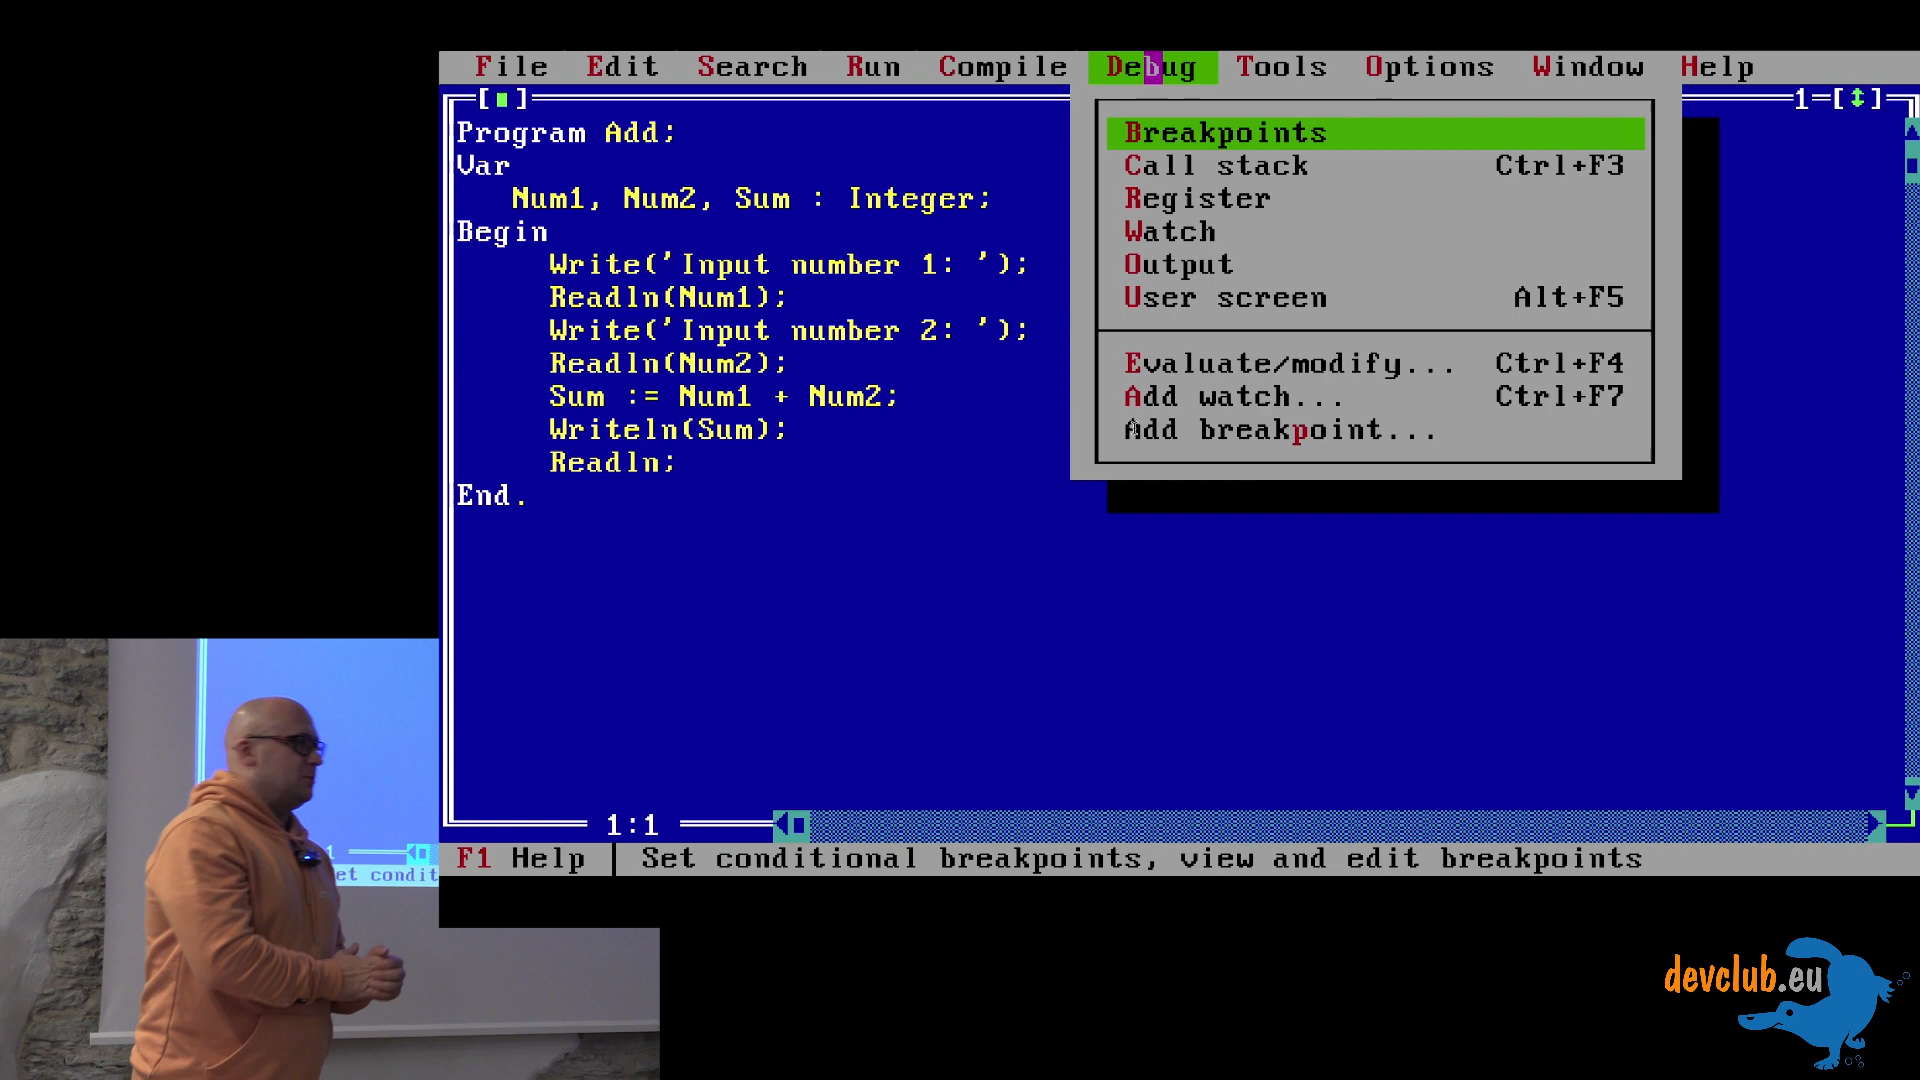 File Edit Search Run Compile Debug Tools Options Window Help
1
Program Add;
Var
Num1, Num2, Sum : Integer;
Begin
Write('Input number 1: ');
Readln(Num1);
Write('Input number 2: ');
Readln(Num2);
Sum := Num1 + Num2;
Writeln(Sum);
Readln;
End.
Breakpoints
Call stack Ctrl+F3
Register
Watch
Output
User screen Alt+F5
Evaluate/modify... Ctrl+F4
Add watch... Ctrl+F7
Add breakpoint...
1:1
F1 Help | Set conditional breakpoints, view and edit breakpoints
1
et condit
devclub.eu